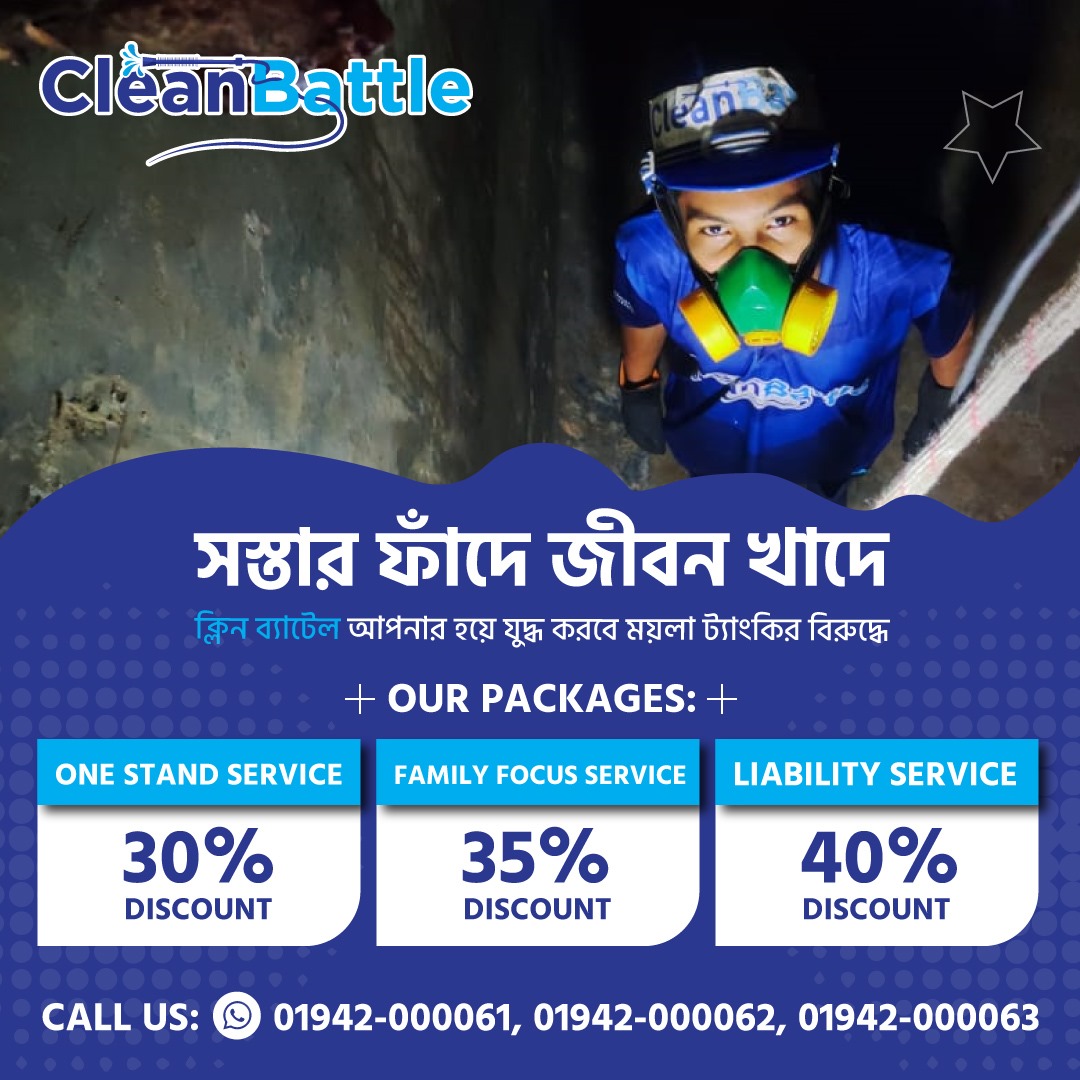 CleanBattle
CleanBa
সস্তার ফাঁদে জীবন খাদে
ক্লিন ব্যাটেল আপনার হয়ে যুদ্ধ করবে ময়লা ট্যাংকির বিরুদ্ধে
OUR PACKAGES:
ONE STAND SERVICE
30%
DISCOUNT
FAMILY FOCUS SERVICE
35%
DISCOUNT
LIABILITY SERVICE
40%
DISCOUNT
CALL US: 01942-000061, 01942-000062, 01942-000063